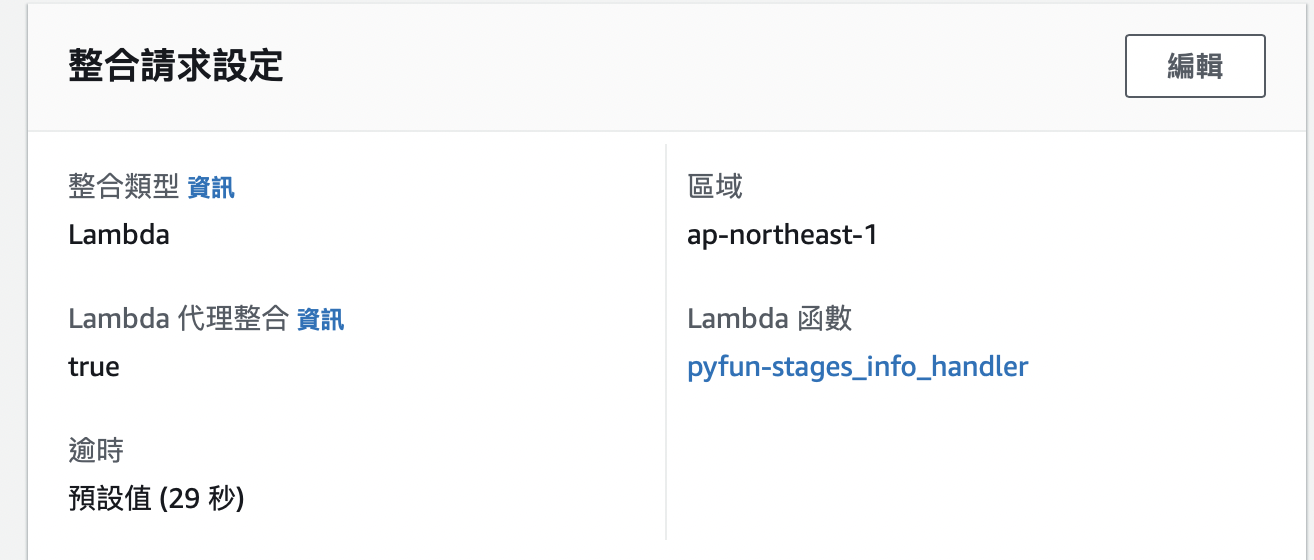 整合請求設定
編輯
整合類型 資訊
Lambda
區域
ap-northeast-1
Lambda 代理整合 資訊
true
Lambda 函數
pyfun-stages_info_handler
逾時
預設值 (29 秒)